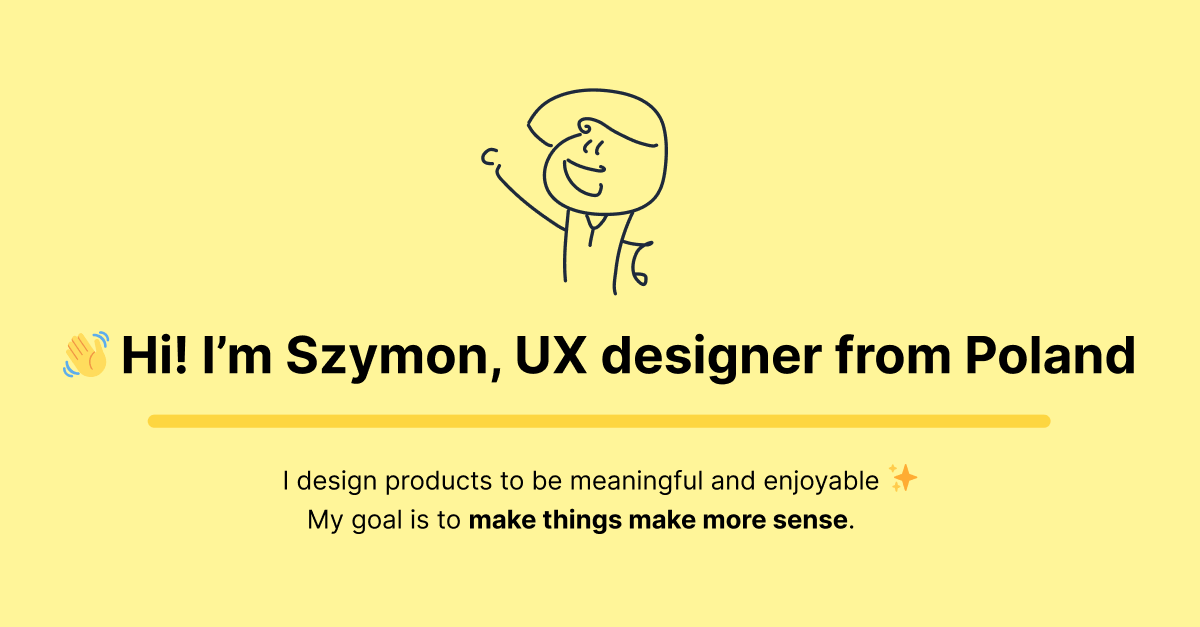 👋 Hi! I’m Szymon, UX designer from Poland
I design products to be meaningful and enjoyable ✨
My goal is to make things make more sense.